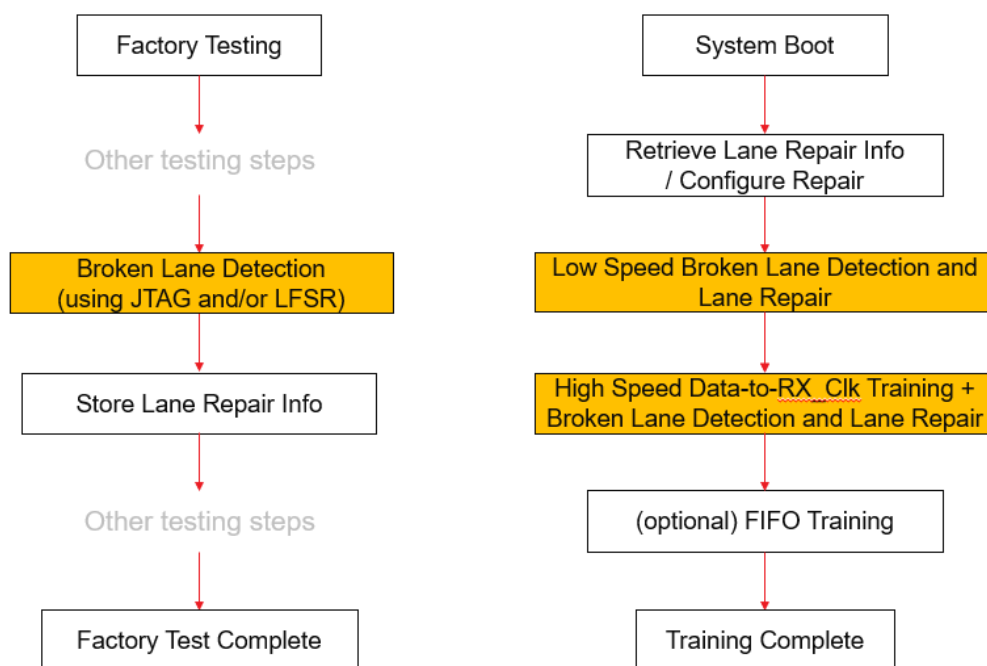 Factory Testing
Other testing steps
Broken Lane Detection
(using JTAG and/or LFSR)
Store Lane Repair Info
Other testing steps
Factory Test Complete
System Boot
Retrieve Lane Repair Info
/ Configure Repair
Low Speed Broken Lane Detection and
Lane Repair
High Speed Data-to-RX_Clk Training +
Broken Lane Detection and Lane Repair
(optional) FIFO Training
Training Complete